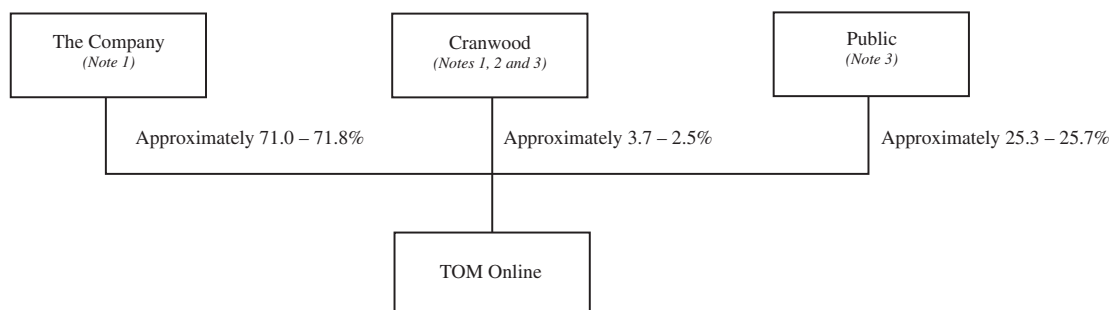 The Company
(Note 1)
Cranwood
(Notes 1, 2 and 3)
Public
(Note 3)
Approximately 71.0 – 71.8%
Approximately 3.7 – 2.5%
Approximately 25.3 – 25.7%
TOM Online